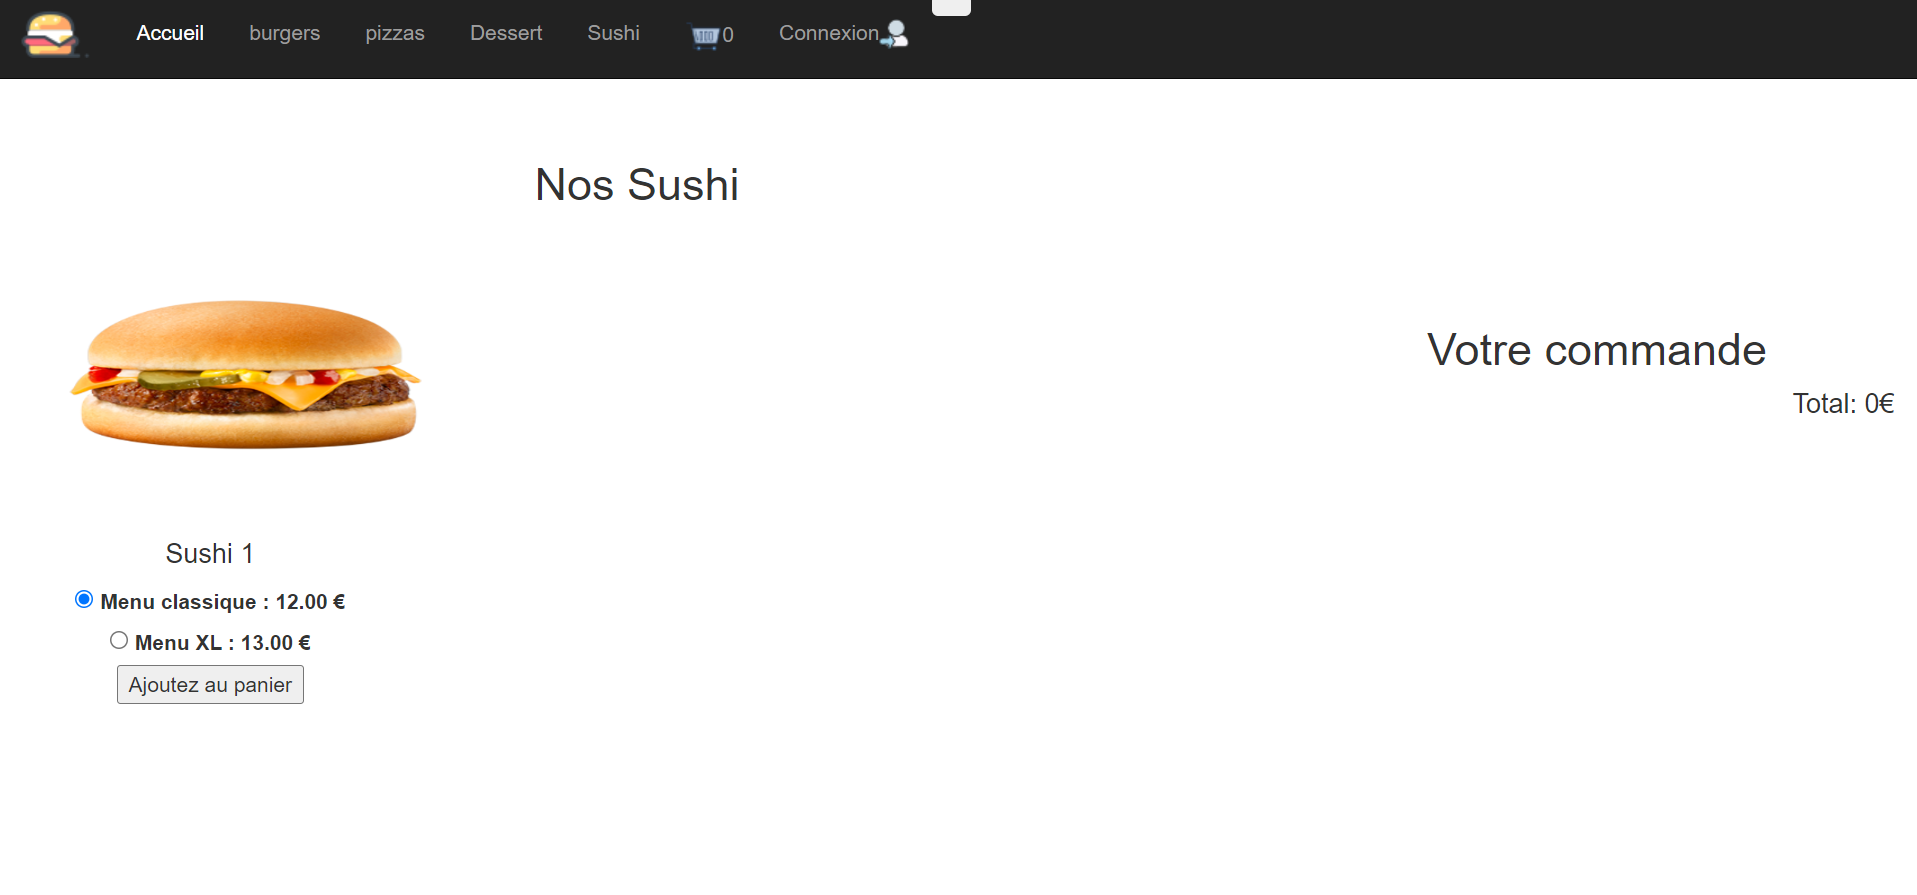 Accueil burgers pizzas Dessert Sushi 0 Connexion
Nos Sushi
Votre commande
Total: 0€
Sushi 1
Menu classique : 12.00 €
Menu XL : 13.00 €
Ajoutez au panier